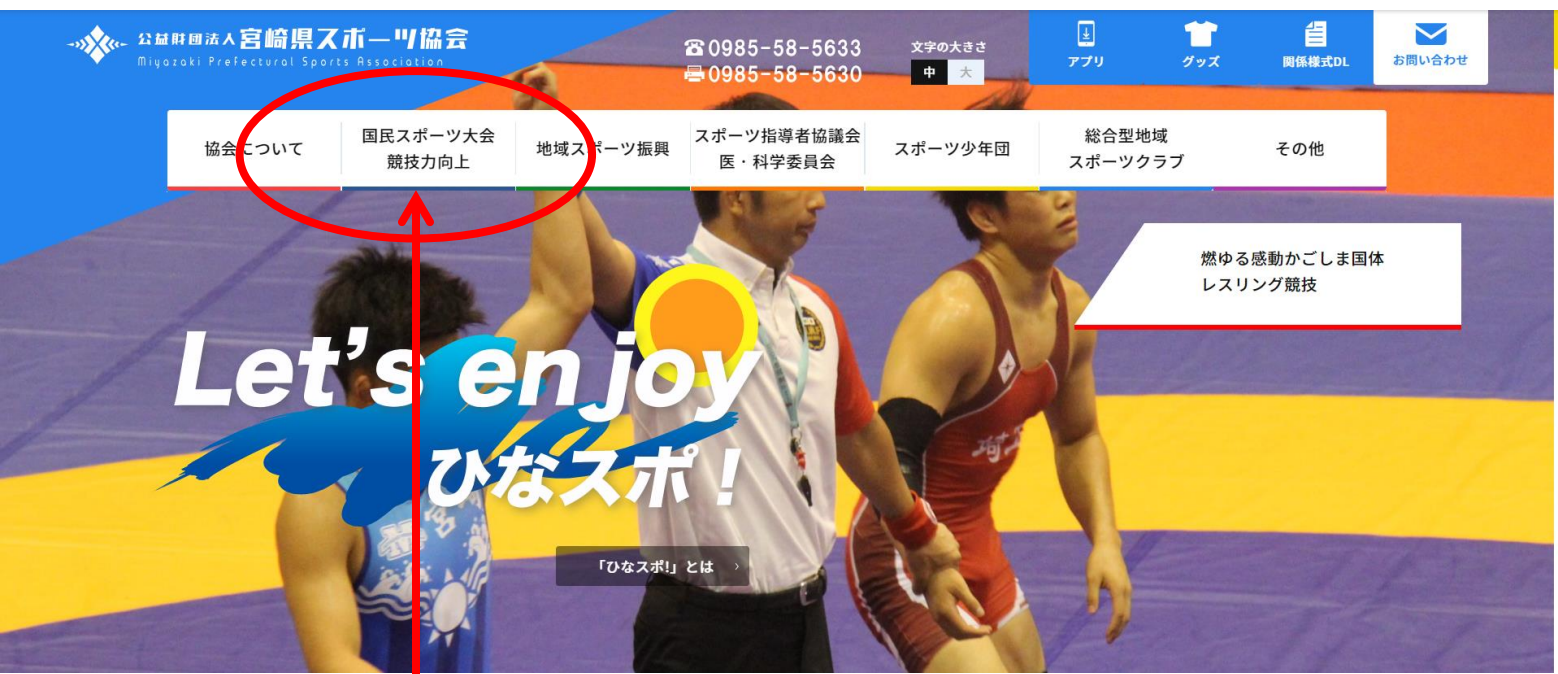 公益財団法人宮崎県スポーツ協会
Miyazaki Prefectural Sports Association
0985-58-5633
0985-58-5630
文字の大きさ
中 大
アプリ
グッズ
関係様式DL
お問い合わせ
協会について
国民スポーツ大会
競技力向上
地域スポーツ振興
スポーツ指導者協議会
医・科学委員会
スポーツ少年団
総合型地域
スポーツクラブ
その他
燃ゆる感動かごしま国体
レスリング競技
Let's enjoy
ひなスポ！
「ひなスポ!」とは
埼玉
宮